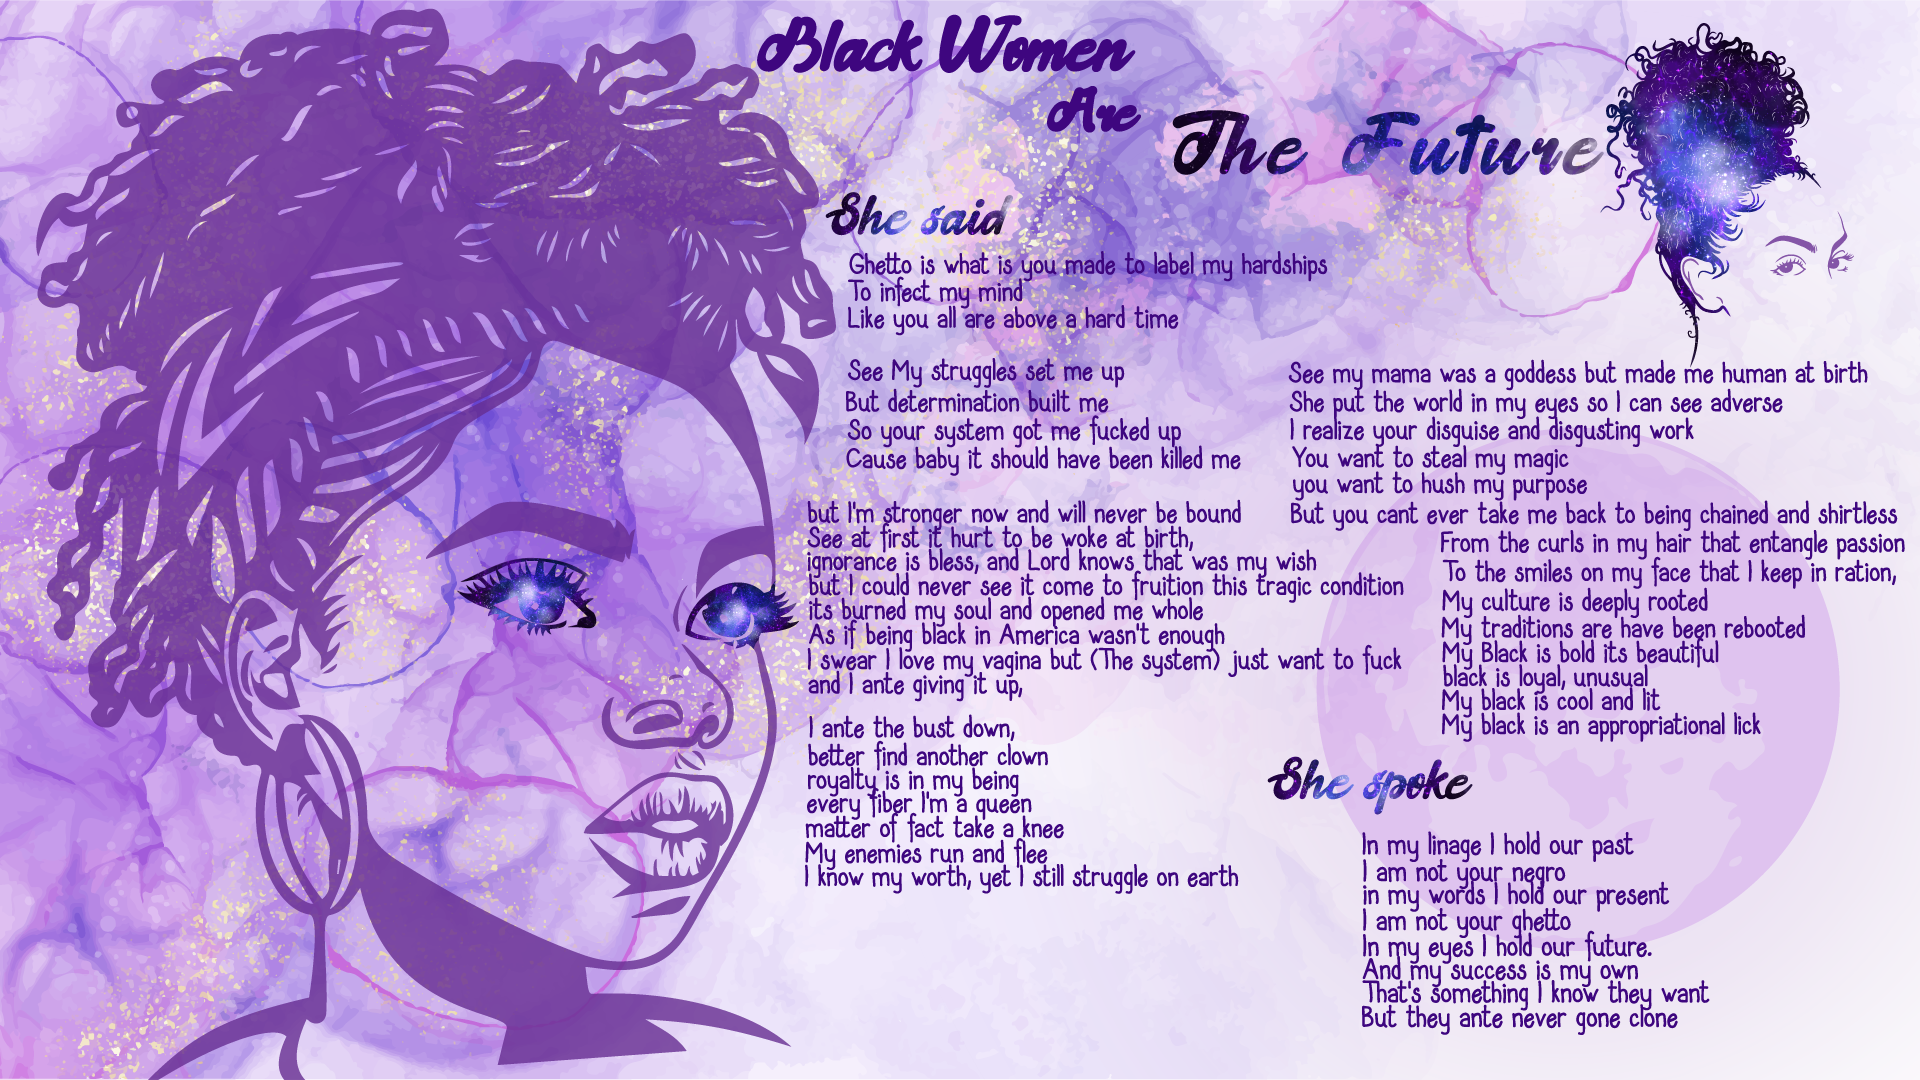 Black Women
Are
The Future
She said
Ghetto is what is you made to label my hardships
To infect my mind
Like you all are above a hard time
See My struggles set me up
But determination built me
So your system got me fucked up
Cause baby it should have been killed me
but I'm stronger now and will never be bound
See at first it hurt to be woke at birth,
ignorance is bless, and Lord knows that was my wish
but I could never see it come to fruition this tragic condition
its burned my soul and opened me whole
As if being black in America wasn't enough
I swear I love my vagina but (The system) just want to fuck
and I ante giving it up,
I ante the bust down,
better find another clown
royalty is in my being
every fiber I'm a queen
matter of fact take a knee
My enemies run and flee
I know my worth, yet I still struggle on earth
See my mama was a goddess but made me human at birth
She put the world in my eyes so I can see adverse
I realize your disguise and disgusting work
You want to steal my magic
you want to hush my purpose
But you cant ever take me back to being chained and shirtless
From the curls in my hair that entangle passion
To the smiles on my face that I keep in ration,
My culture is deeply rooted
My traditions are have been rebooted
My Black is bold its beautiful
black is loyal, unusual
My black is cool and lit
My black is an appropriational lick
She spoke
In my linage I hold our past
I am not your negro
in my words I hold our present
I am not your ghetto
In my eyes I hold our future.
And my success is my own
That's something I know they want
But they ante never gone clone